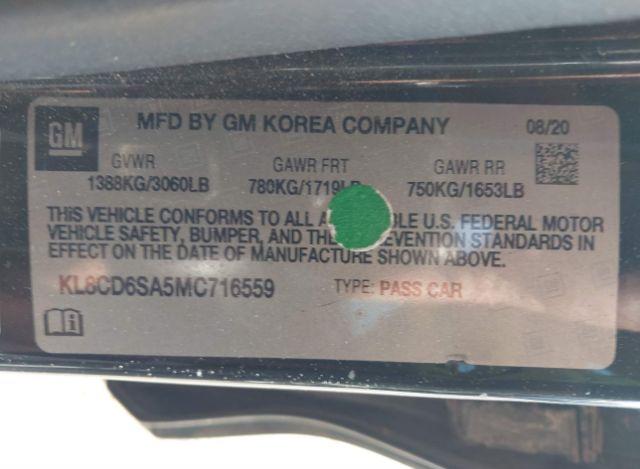 GM
MFD BY GM KOREA COMPANY 08/20
GVWR GAWR FRT GAWR RR
1388KG/3060LB 780KG/1719LB 750KG/1653LB
THIS VEHICLE CONFORMS TO ALL U.S. FEDERAL MOTOR
VEHICLE SAFETY, BUMPER, AND STANDARDS IN
EFFECT ON THE DATE OF MANUFACTURE SHOWN ABOVE.
KL8CD6SA5MC716559 TYPE: PASS CAR